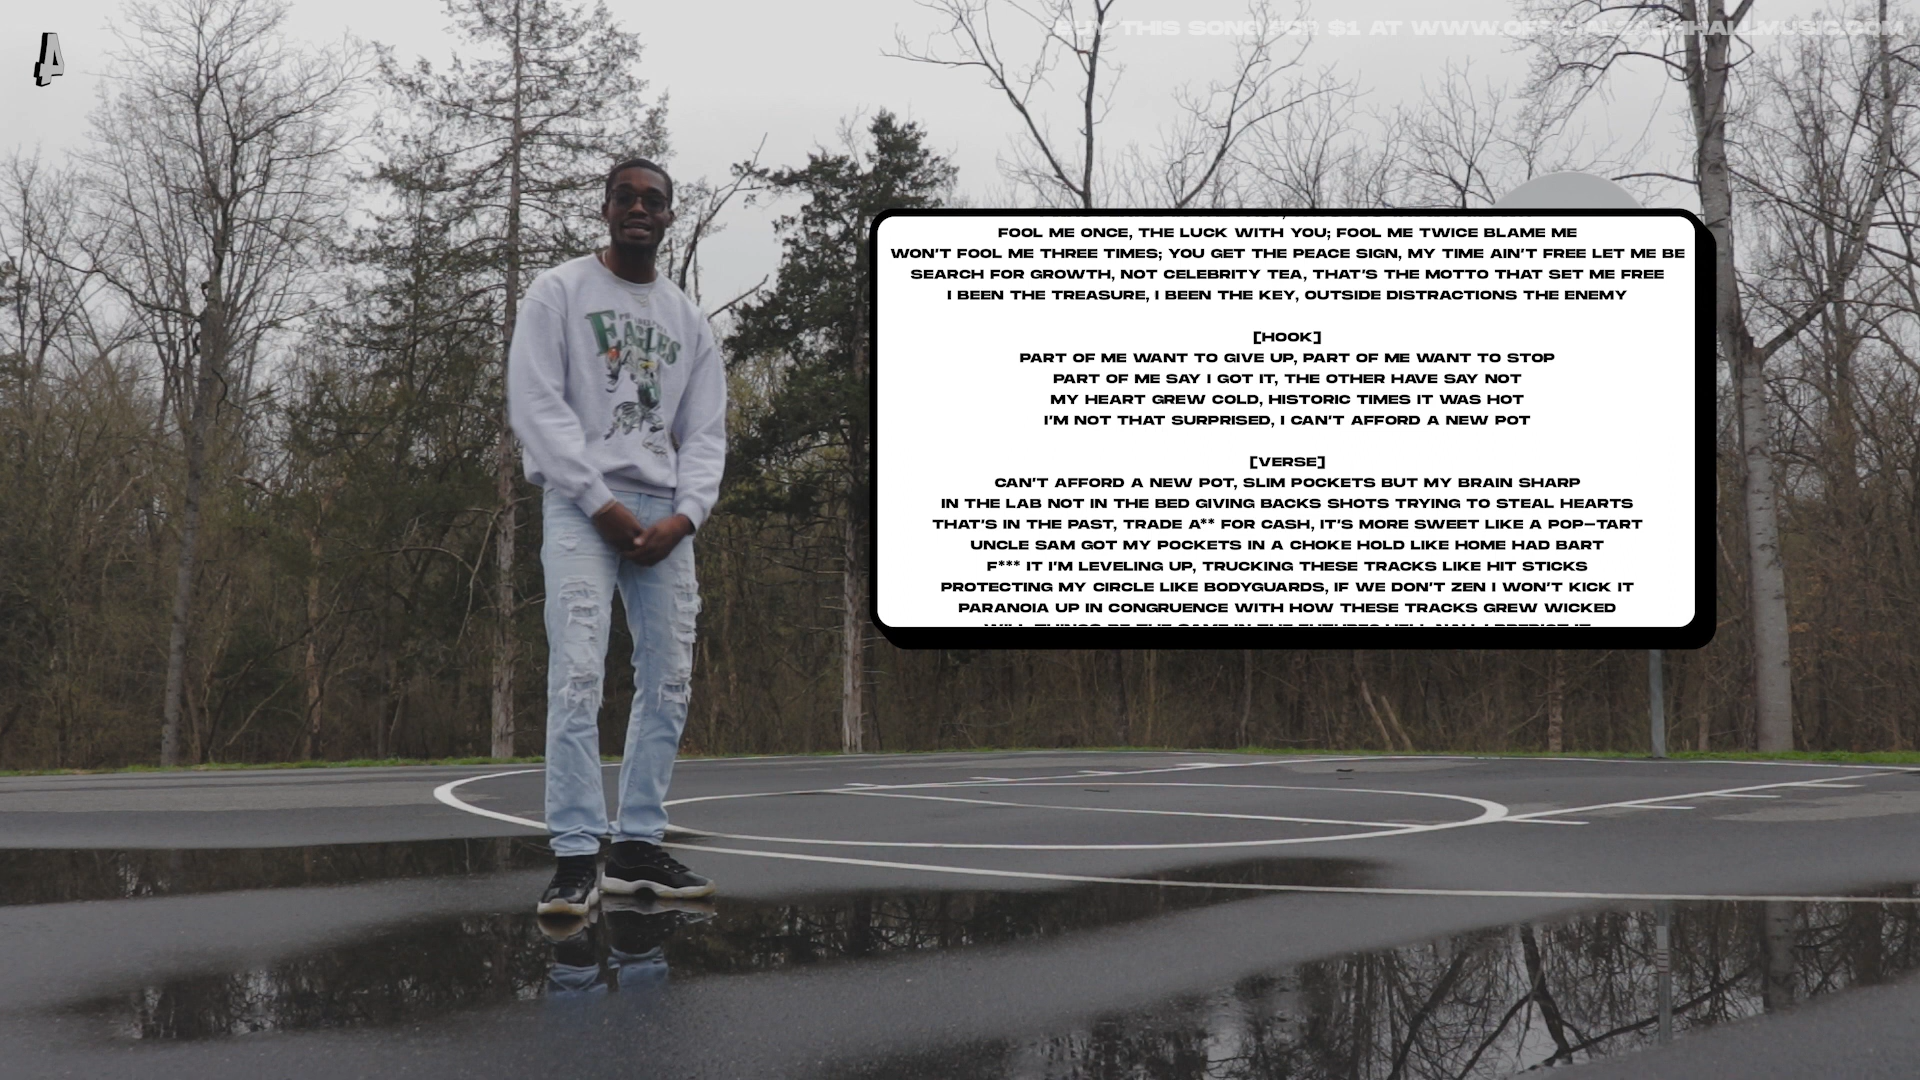 BUY THIS SONG FOR $1 AT
FOOL ME ONCE, THE LUCK WITH YOU; FOOL ME TWICE BLAME ME
WON'T FOOL ME THREE TIMES; YOU GET THE PEACE SIGN, MY TIME AIN'T FREE LET ME BE
SEARCH FOR GROWTH, NOT CELEBRITY TEA, THAT'S THE MOTTO THAT SET ME FREE
I BEEN THE TREASURE, I BEEN THE KEY, OUTSIDE DISTRACTIONS THE ENEMY
[HOOK]
PART OF ME WANT TO GIVE UP, PART OF ME WANT TO STOP
PART OF ME SAY I GOT IT, THE OTHER HAVE SAY NOT
MY HEART GREW COLD, HISTORIC TIMES IT WAS HOT
I'M NOT THAT SURPRISED, I CAN'T AFFORD A NEW POT
[VERSE]
CAN'T AFFORD A NEW POT, SLIM POCKETS BUT MY BRAIN SHARP
IN THE LAB NOT IN THE BED GIVING BACKS SHOTS TRYING TO STEAL HEARTS
THAT'S IN THE PAST, TRADE A** FOR CASH, IT'S MORE SWEET LIKE A POP-TART
UNCLE SAM GOT MY POCKETS IN A CHOKE HOLD LIKE HOME HAD BART
F*** IT I'M LEVELING UP, TRUCKING THESE TRACKS LIKE HIT STICKS
PROTECTING MY CIRCLE LIKE BODYGUARDS, IF WE DON'T ZEN I WON'T KICK IT
PARANOIA UP IN CONGRUENCE WITH HOW THESE TRACKS GREW WICKED
EAGLES